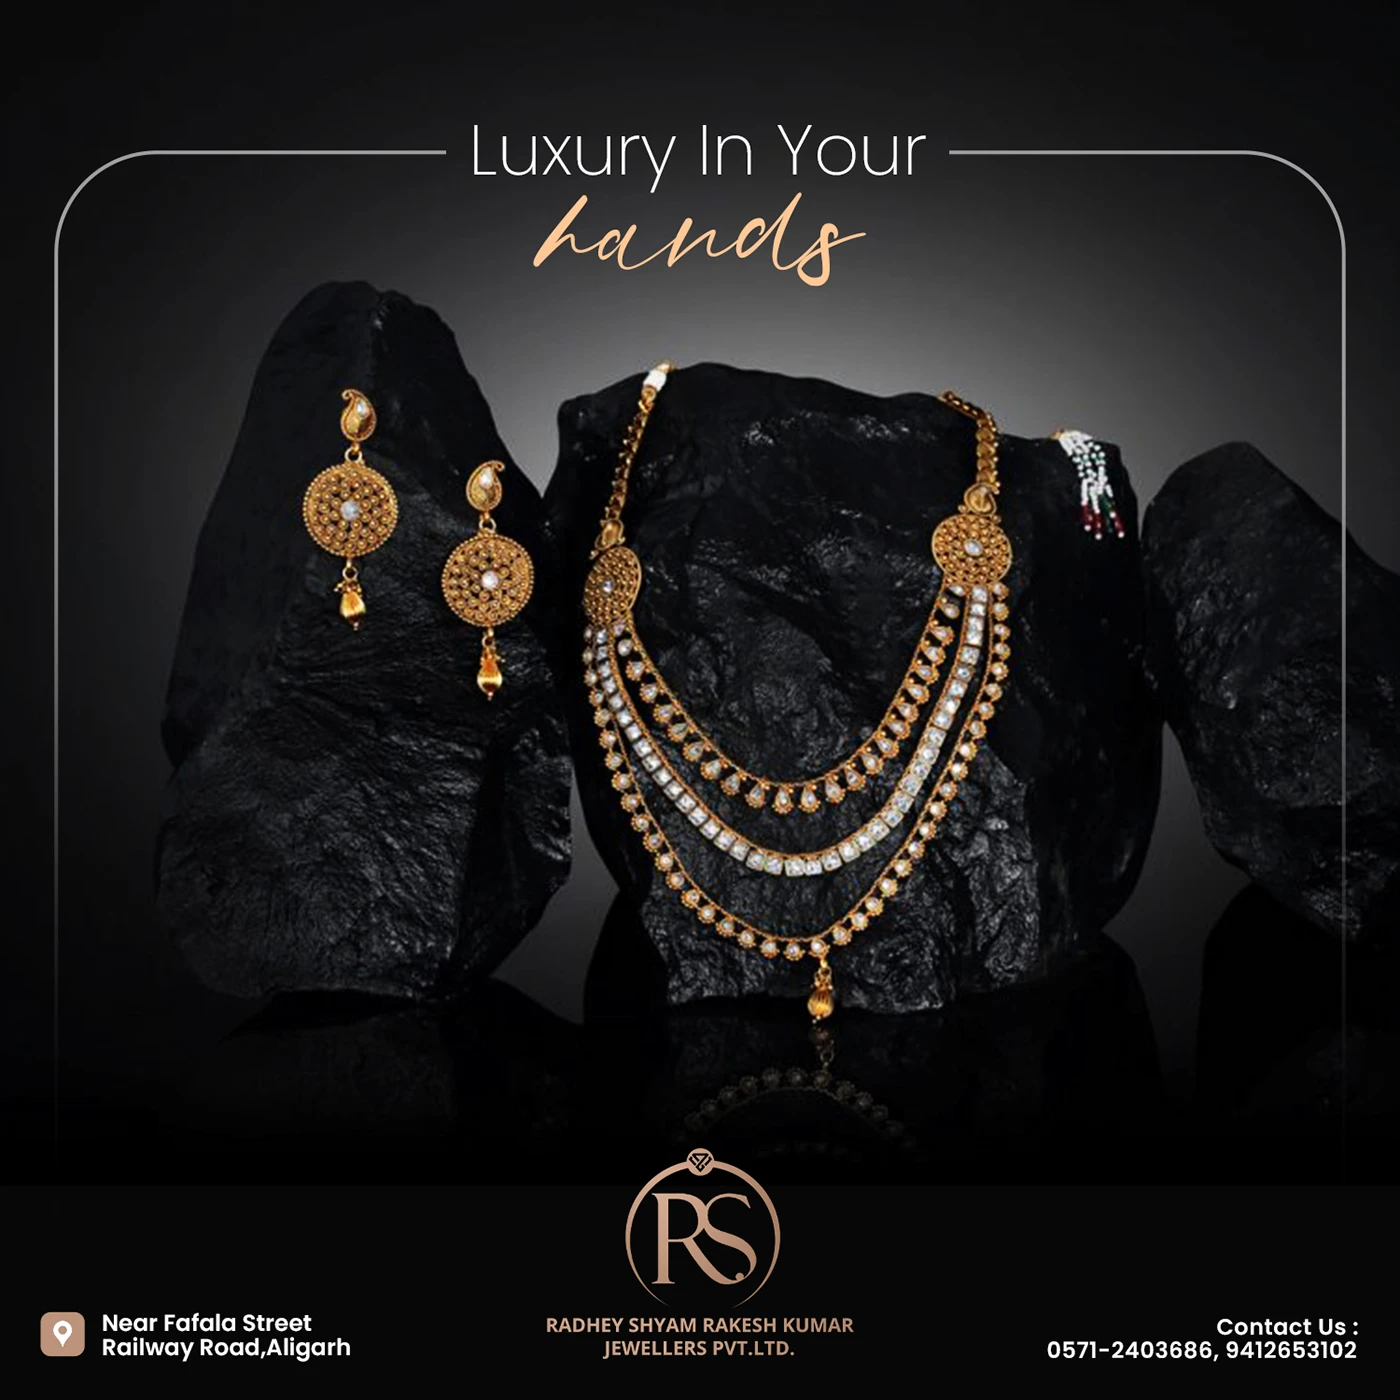 Luxury In Your
hands
RS
RADHEY SHYAM RAKESH KUMAR
JEWELLERS PVT.LTD.
Near Fafala Street
Railway Road,Aligarh
Contact Us :
0571-2403686, 9412653102